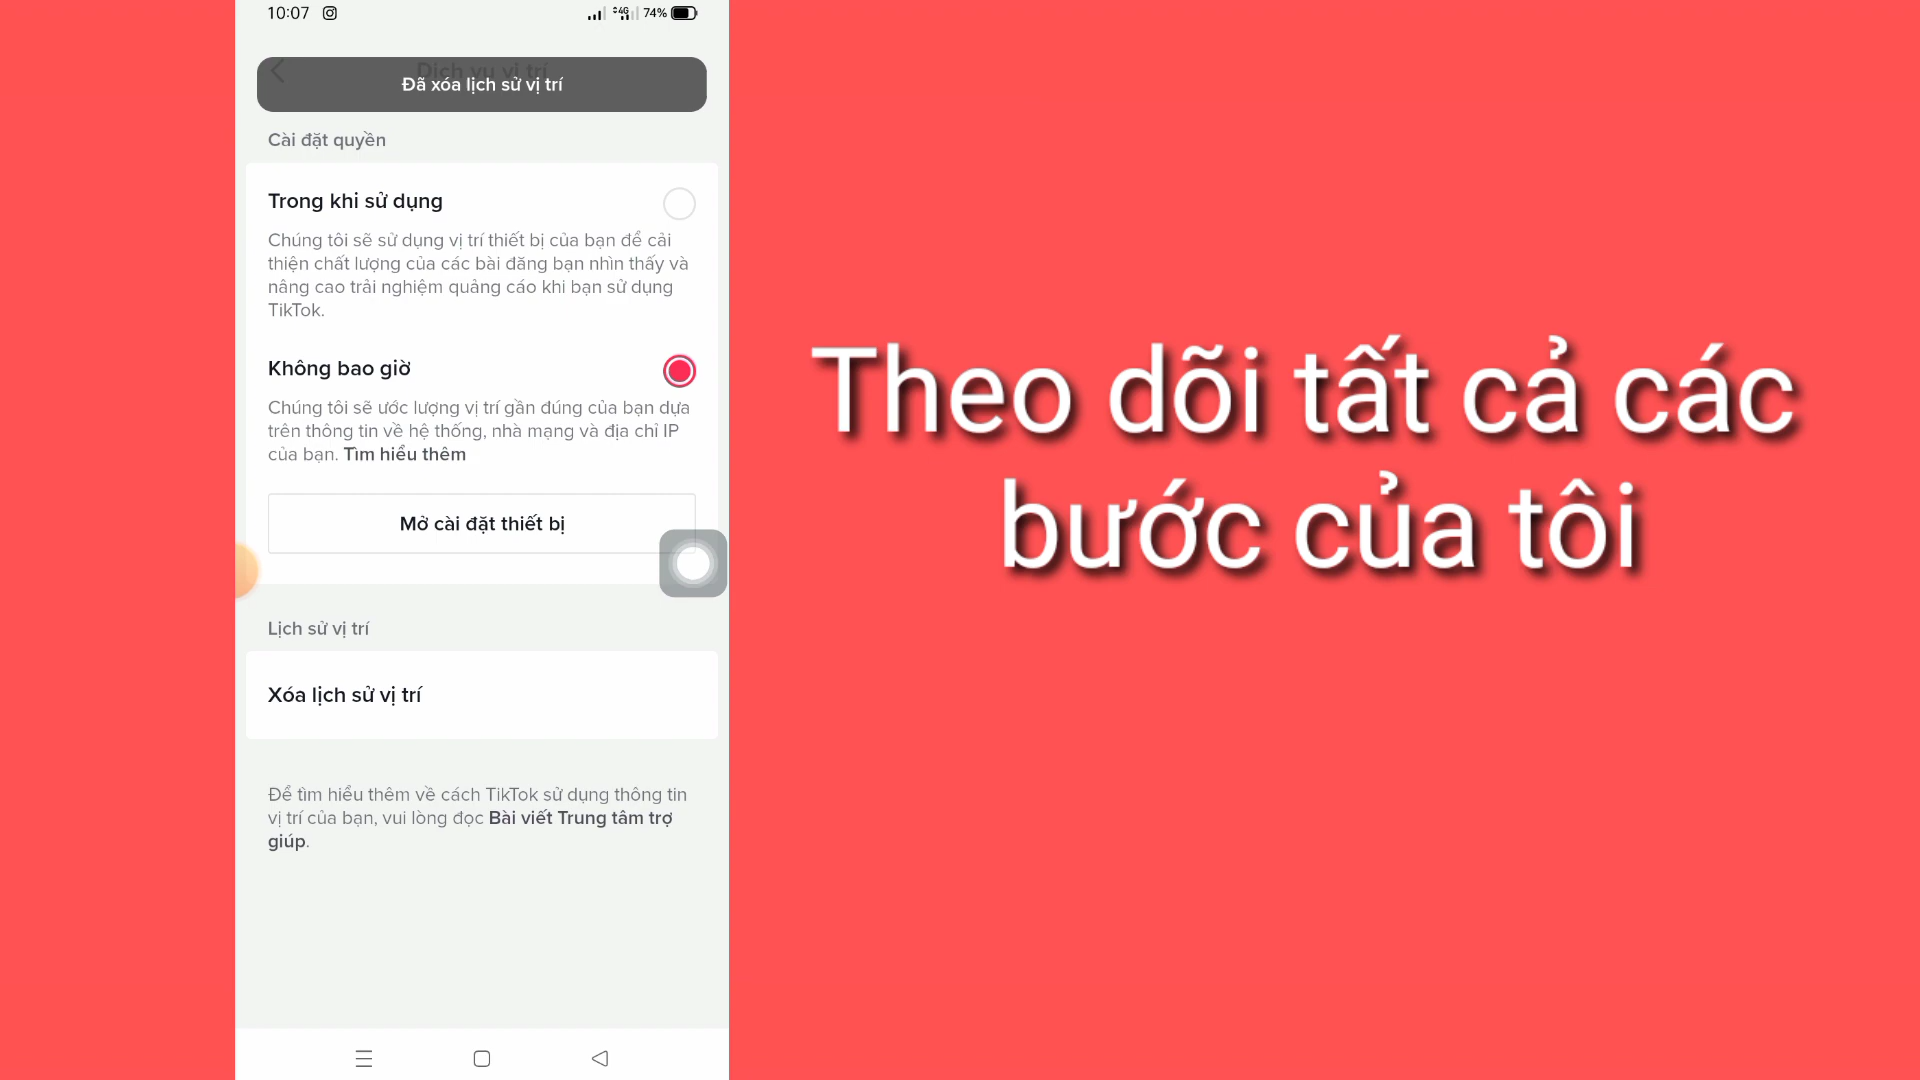 10:07
4G 74%
Dịch vụ vị trí
Đã xóa lịch sử vị trí
Cài đặt quyền
Trong khi sử dụng
Chúng tôi sẽ sử dụng vị trí thiết bị của bạn để cải
thiện chất lượng của các bài đăng bạn nhìn thấy và
nâng cao trải nghiệm quảng cáo khi bạn sử dụng
TikTok.
Không bao giờ
Chúng tôi sẽ ước lượng vị trí gần đúng của bạn dựa
trên thông tin về hệ thống, nhà mạng và địa chỉ IP
của bạn. Tìm hiểu thêm
Mở cài đặt thiết bị
Lịch sử vị trí
Xóa lịch sử vị trí
Để tìm hiểu thêm về cách TikTok sử dụng thông tin
vị trí của bạn, vui lòng đọc Bài viết Trung tâm trợ
giúp.
Theo dõi tất cả các
bước của tôi